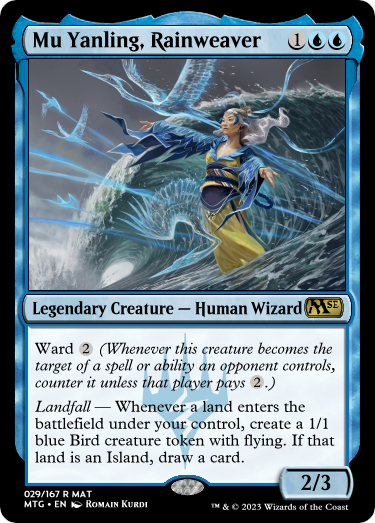 Mu Yanling, Rainweaver 1
Legendary Creature — Human Wizard MSE
Ward 2 (Whenever this creature becomes the
target of a spell or ability an opponent controls,
counter it unless that player pays 2.)
Landfall — Whenever a land enters the
battlefield under your control, create a 1/1
blue Bird creature token with flying. If that
land is an Island, draw a card.
2/3
029/167 R MAT
MTG • EN Romain Kurdi ™ & © 2023 Wizards of the Coast